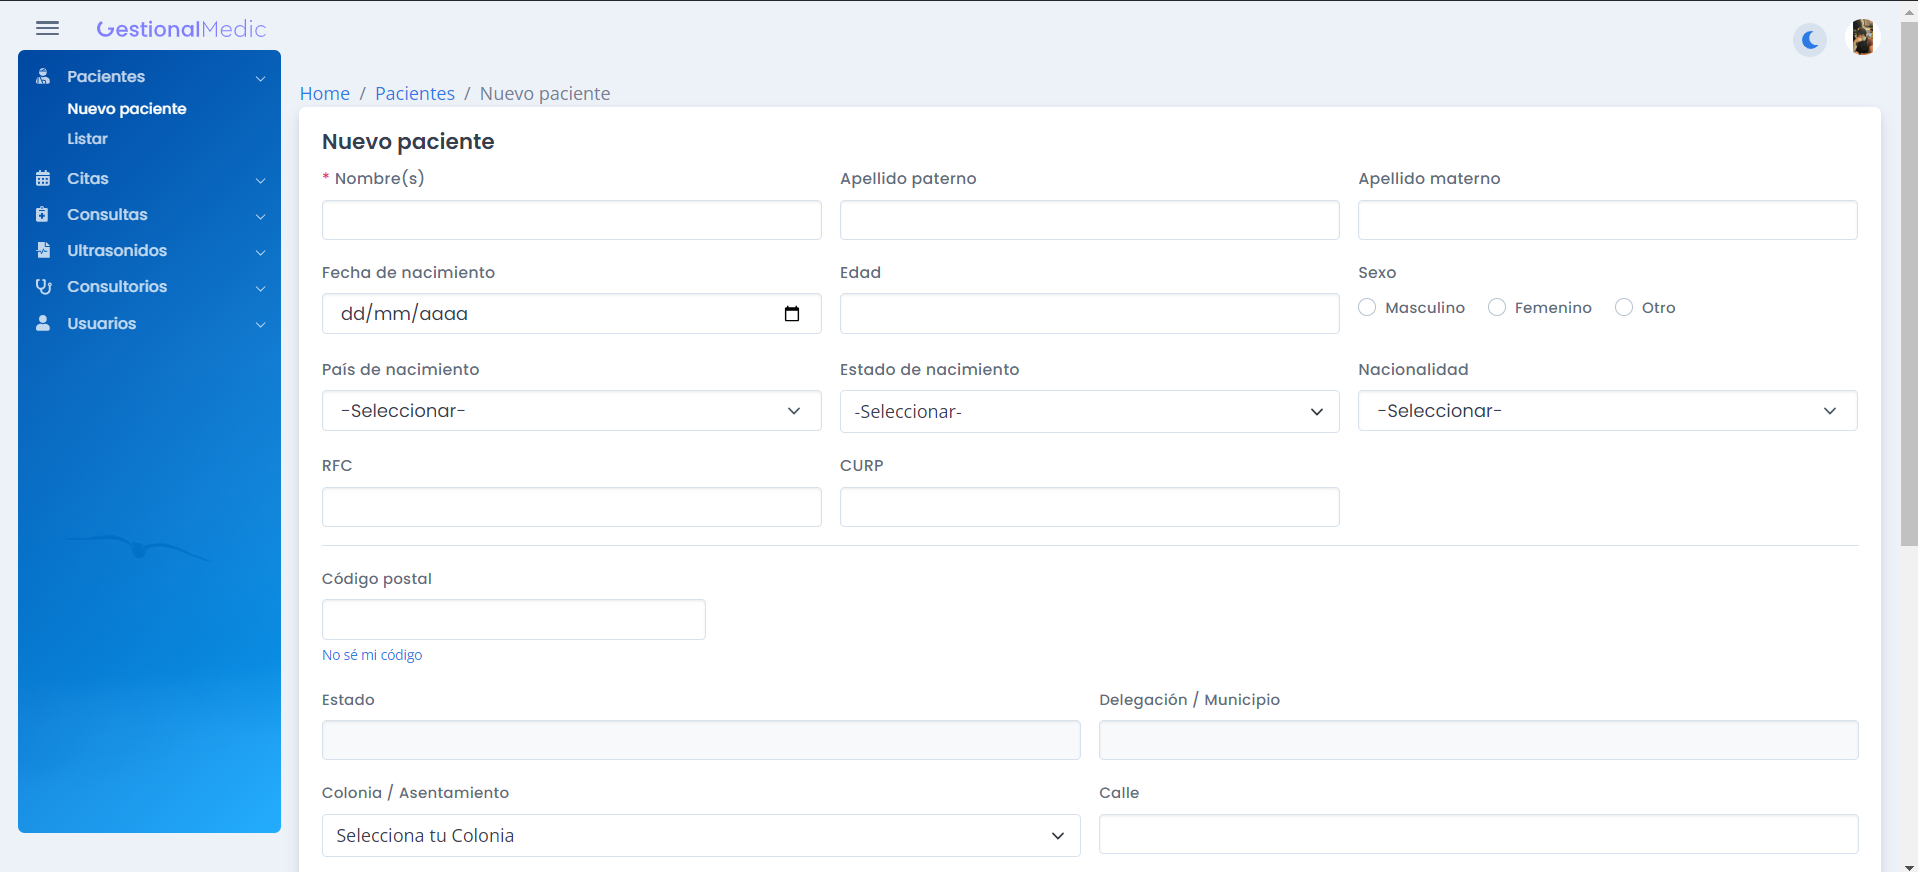 GestionalMedic
Pacientes
Nuevo paciente
Listar
Citas
Consultas
Ultrasonidos
Consultorios
Usuarios
Home / Pacientes / Nuevo paciente
Nuevo paciente
* Nombre(s)
Apellido paterno
Apellido materno
Fecha de nacimiento
dd/mm/aaaa
Edad
Sexo
Masculino
Femenino
Otro
País de nacimiento
-Seleccionar-
Estado de nacimiento
-Seleccionar-
Nacionalidad
-Seleccionar-
RFC
CURP
Código postal
No sé mi código
Estado
Delegación / Municipio
Colonia / Asentamiento
Selecciona tu Colonia
Calle